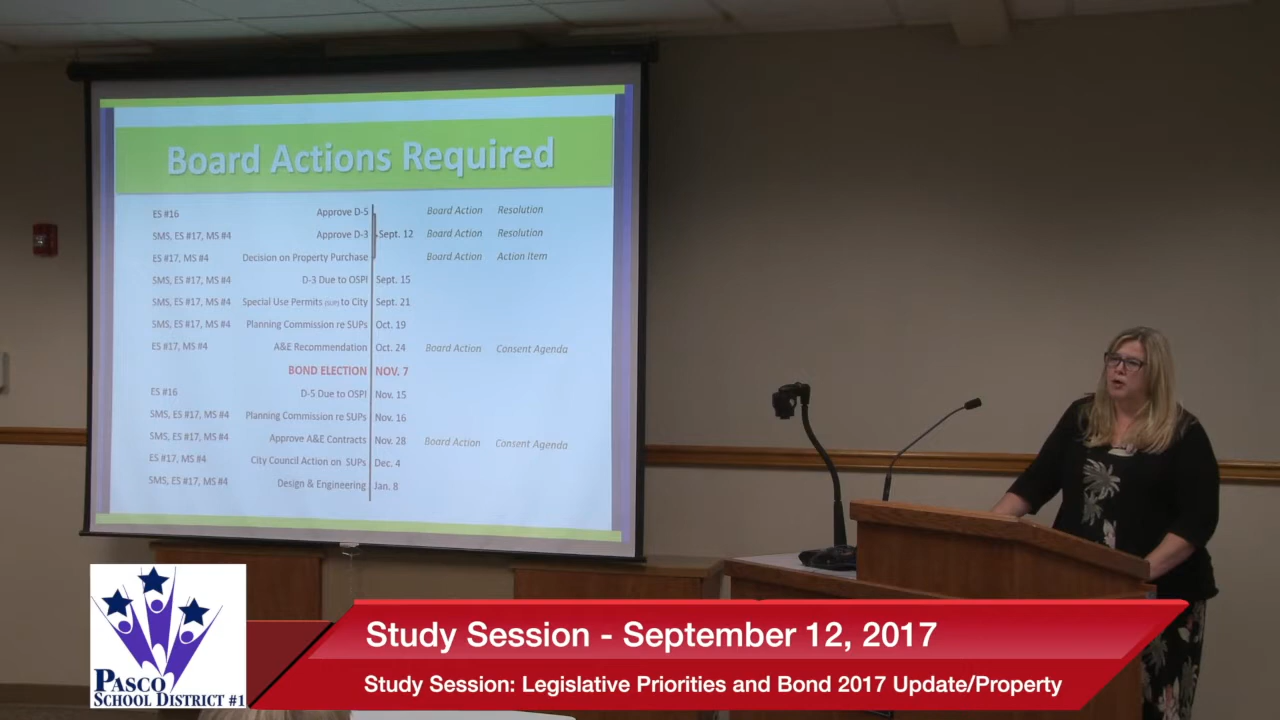 Board Actions Required
ES #16 Approve D-5 Board Action Resolution
SMS, ES #17, MS #4 Approve D-3 Sept. 12 Board Action Resolution
ES #17, MS #4 Decision on Property Purchase Board Action Action Item
SMS, ES #17, MS #4 D-3 Due to OSPI Sept. 15
SMS, ES #17, MS #4 Special Use Permits (SUP) to City Sept. 21
SMS, ES #17, MS #4 Planning Commission re SUPs Oct. 19
ES #17, MS #4 A&E Recommendation Oct. 24 Board Action Consent Agenda
BOND ELECTION NOV. 7
ES #16 D-5 Due to OSPI Nov. 15
SMS, ES #17, MS #4 Planning Commission re SUPs Nov. 16
SMS, ES #17, MS #4 Approve A&E Contracts Nov. 28 Board Action Consent Agenda
ES #17, MS #4 City Council Action on SUPs Dec. 4
SMS, ES #17, MS #4 Design & Engineering Jan. 8
PASCO
SCHOOL DISTRICT #1
Study Session - September 12, 2017
Study Session: Legislative Priorities and Bond 2017 Update/Property